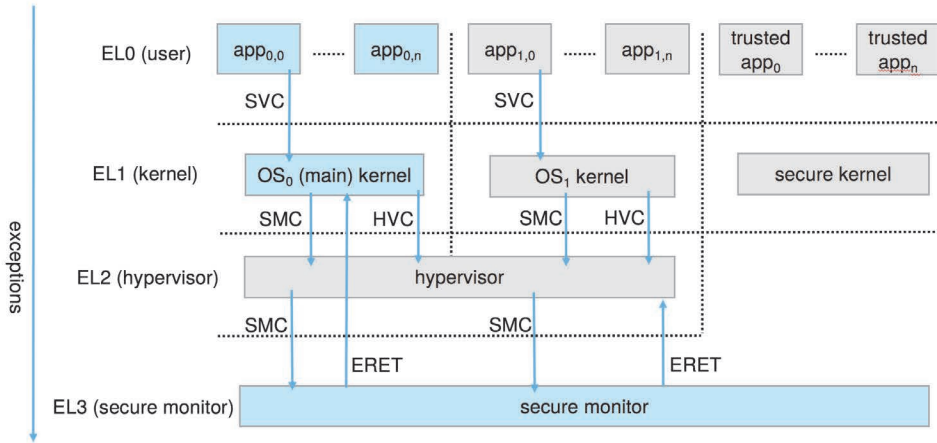 EL0 (user)
app0,0 ...... app0,n
app1,0 ...... app1,n
trusted app0 ...... trusted appn
SVC
SVC
EL1 (kernel)
OS0 (main) kernel
OS1 kernel
secure kernel
SMC
HVC
SMC
HVC
exceptions
EL2 (hypervisor)
hypervisor
SMC
SMC
ERET
ERET
EL3 (secure monitor)
secure monitor